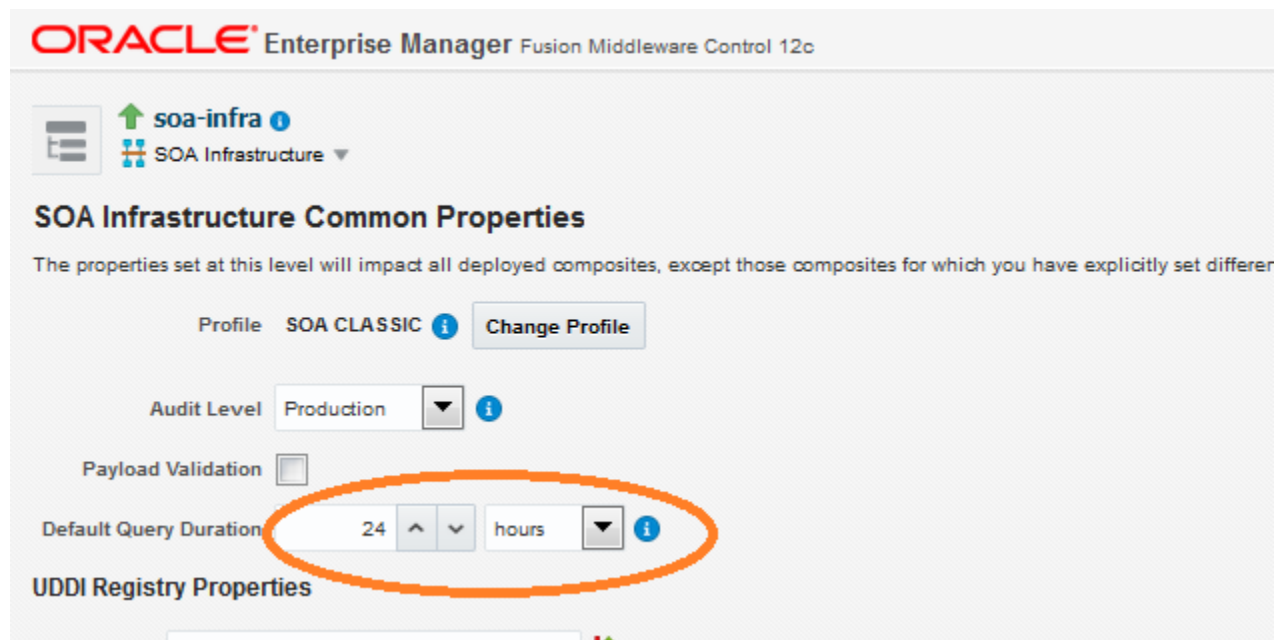 ORACLE® Enterprise Manager Fusion Middleware Control 12c
soa-infra
SOA Infrastructure
SOA Infrastructure Common Properties
The properties set at this level will impact all deployed composites, except those composites for which you have explicitly set
Profile SOA CLASSIC Change Profile
Audit Level Production
Payload Validation
Default Query Duration 24 hours
UDDI Registry Properties